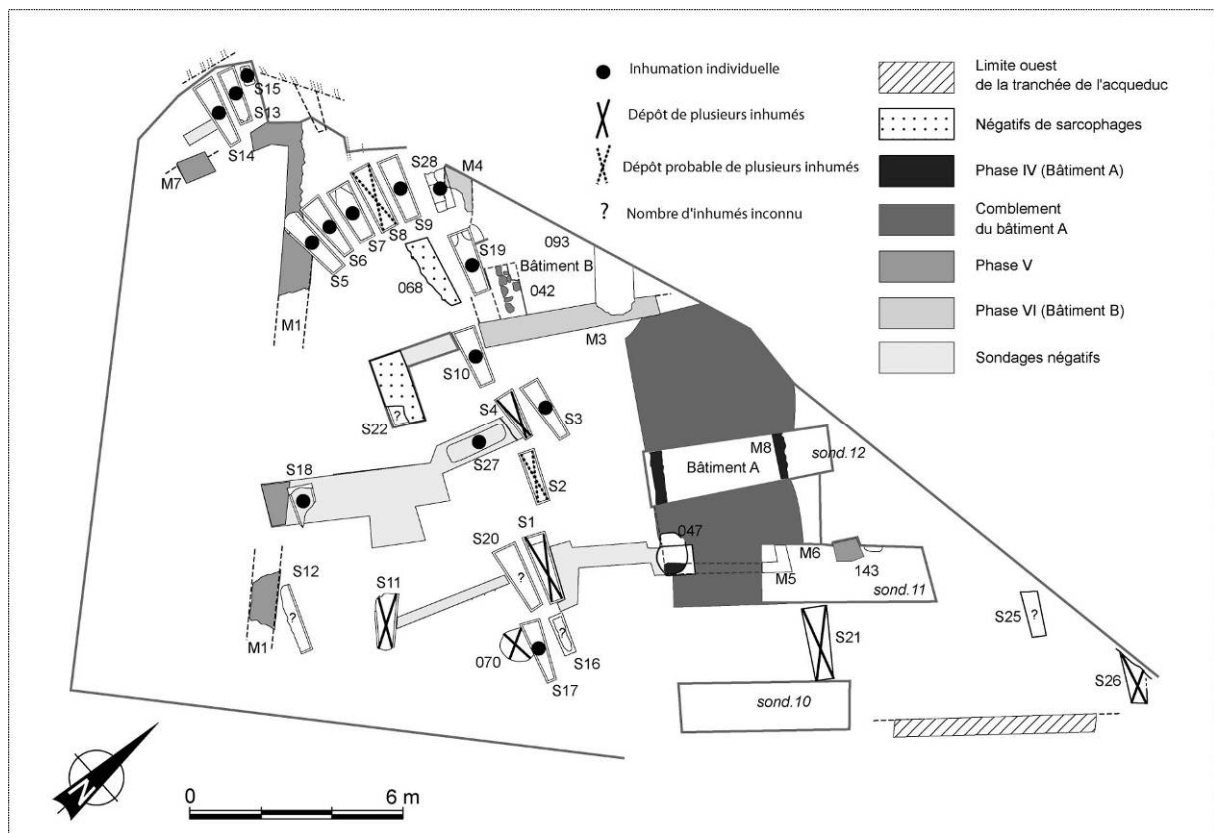 Inhumation individuelle
Dépôt de plusieurs inhumés
Dépôt probable de plusieurs inhumés
? Nombre d'inhumés inconnu
Limite ouest
de la tranchée de l'acqueduc
Négatifs de sarcophages
Phase IV (Bâtiment A)
Comblement
du bâtiment A
Phase V
Phase VI (Bâtiment B)
Sondages négatifs
S15
S13
S14
M7
S28
M4
S9
S8
S7
S6
S5
068
M1
S19
093
Bâtiment B
042
M3
S10
?
S22
S4
S3
S27
S2
S18
M8
sond.12
Bâtiment A
047
S1
S20
?
M6
M5
143
sond.11
S12
?
M1
S11
070
?
S16
S17
S21
S25
?
S26
sond.10
N
0
6 m